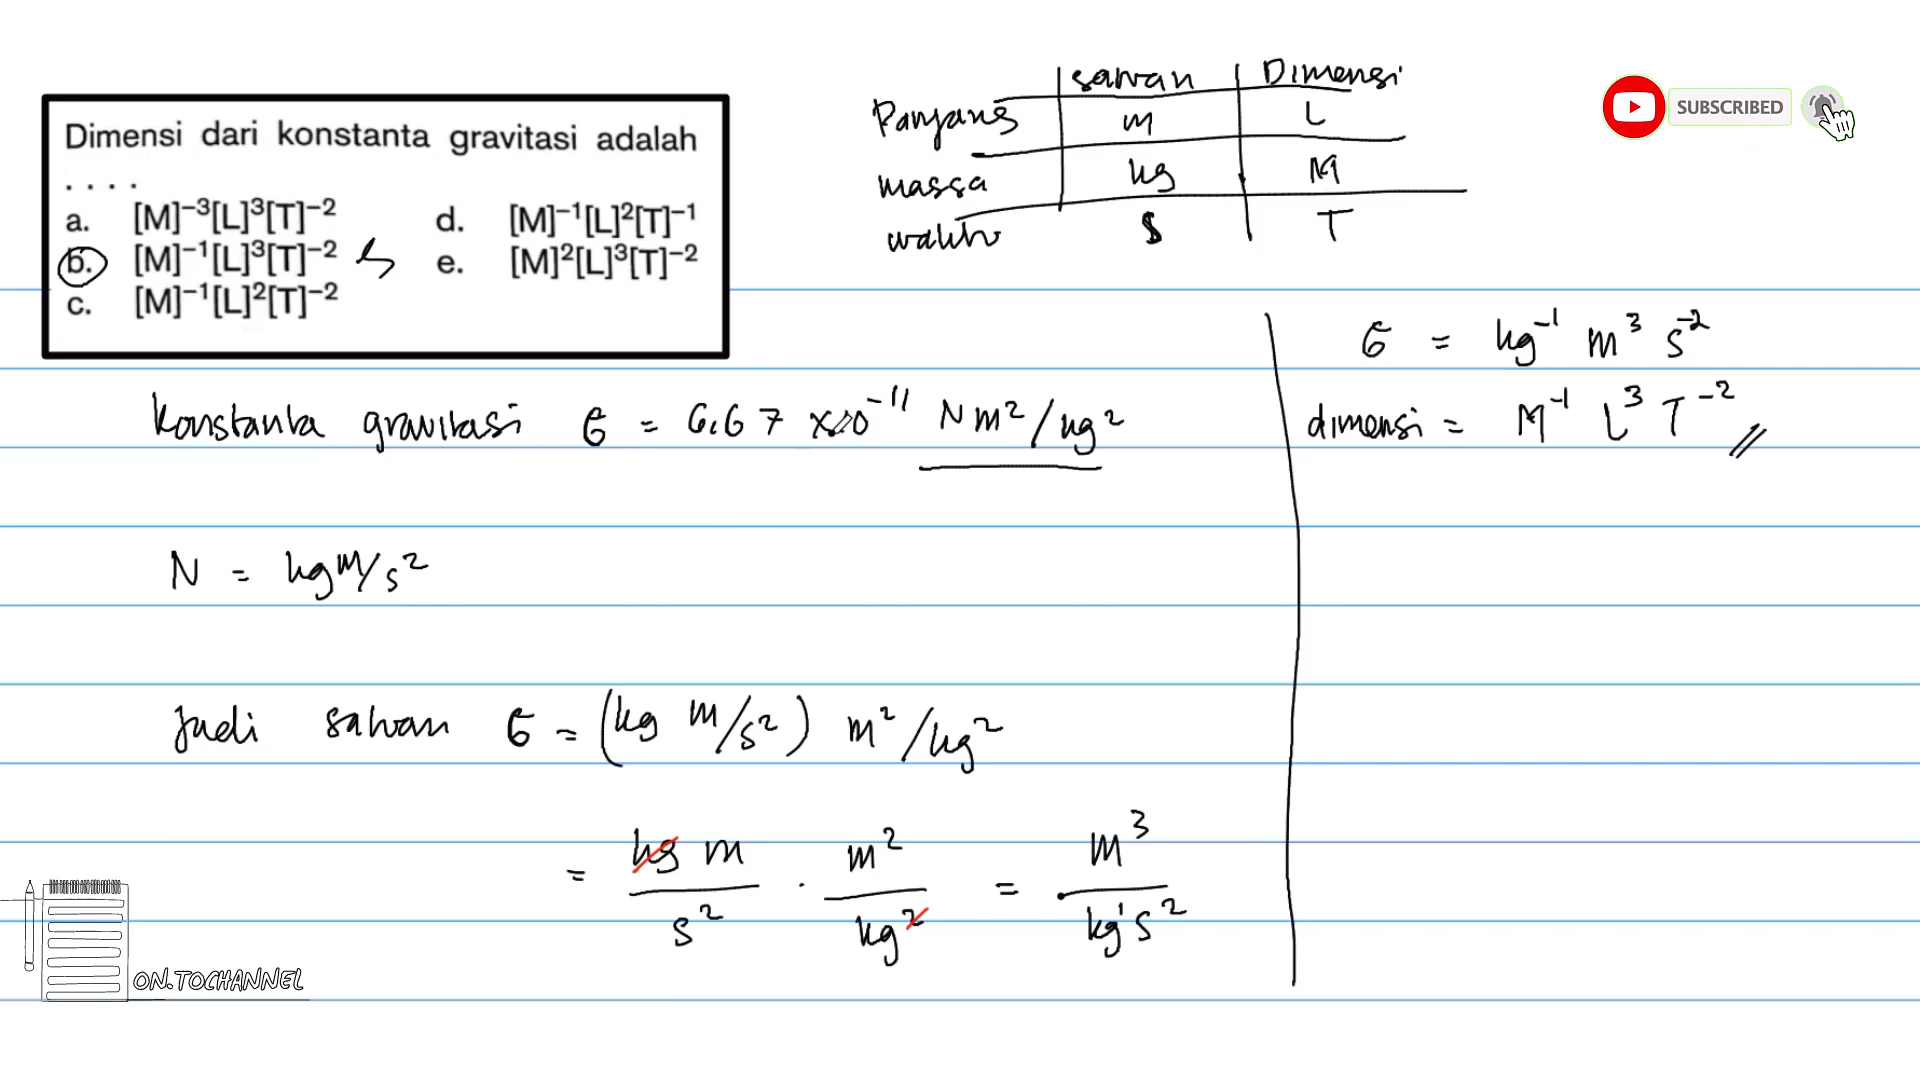 Dimensi dari konstanta gravitasi adalah
. . . .
a. [M]⁻³[L]³[T]⁻²
b. [M]⁻¹[L]³[T]⁻²
c. [M]⁻¹[L]²[T]⁻²
d. [M]⁻¹[L]²[T]⁻¹
e. [M]²[L]³[T]⁻²
satuan Dimensi
Panjang m L
massa kg M
waktu s T
SUBSCRIBED
Konstanta gravitasi G = 6,67 x10⁻¹¹ Nm²/kg²
N = kg m/s²
Jadi satuan G = (kg m/s²) m²/kg²
= kg m / s² . m² / kg² = m³ / kg¹ s²
G = kg⁻¹ m³ s⁻²
dimensi = M⁻¹ L³ T⁻² //
ON.TOCHANNEL